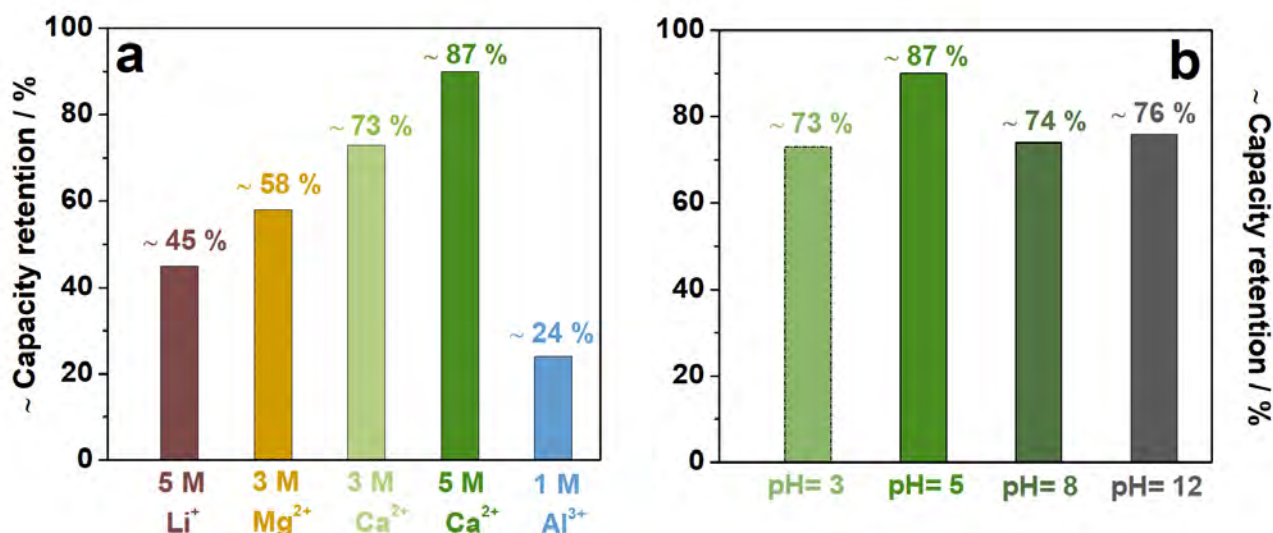 a
~ Capacity retention / %
100
80
60
40
20
0
~ 45 %
~ 58 %
~ 73 %
~ 87 %
~ 24 %
5 M 3 M 3 M 5 M 1 M
Li⁺ Mg²⁺ Ca²⁺ Ca²⁺ Al³⁺
b
100
80
60
40
20
0
~ 73 %
~ 87 %
~ 74 %
~ 76 %
pH= 3 pH= 5 pH= 8 pH= 12
~ Capacity retention / %